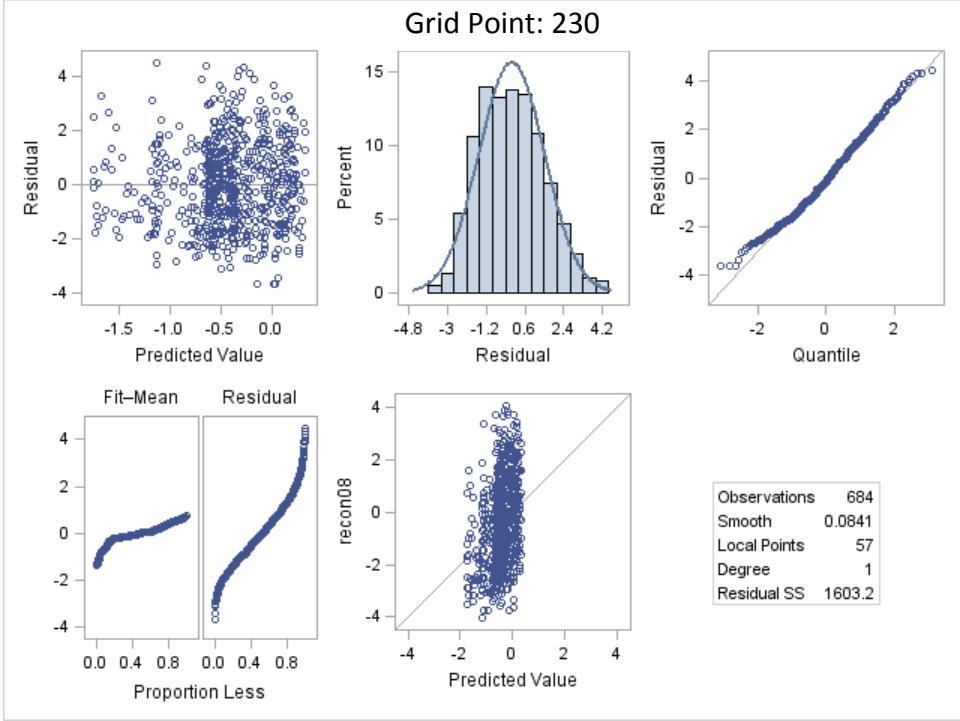 Grid Point: 230
Residual
4
2
0
-2
-4
-1.5 -1.0 -0.5 0.0
Predicted Value
Percent
15
10
5
0
-4.8 -3 -1.2 0.6 2.4 4.2
Residual
Residual
4
2
0
-2
-4
-2 0 2
Quantile
Fit–Mean Residual
4
2
0
-2
-4
0.0 0.4 0.8 0.0 0.4 0.8
Proportion Less
recon08
4
2
0
-2
-4
-4 -2 0 2 4
Predicted Value
Observations 684
Smooth 0.0841
Local Points 57
Degree 1
Residual SS 1603.2